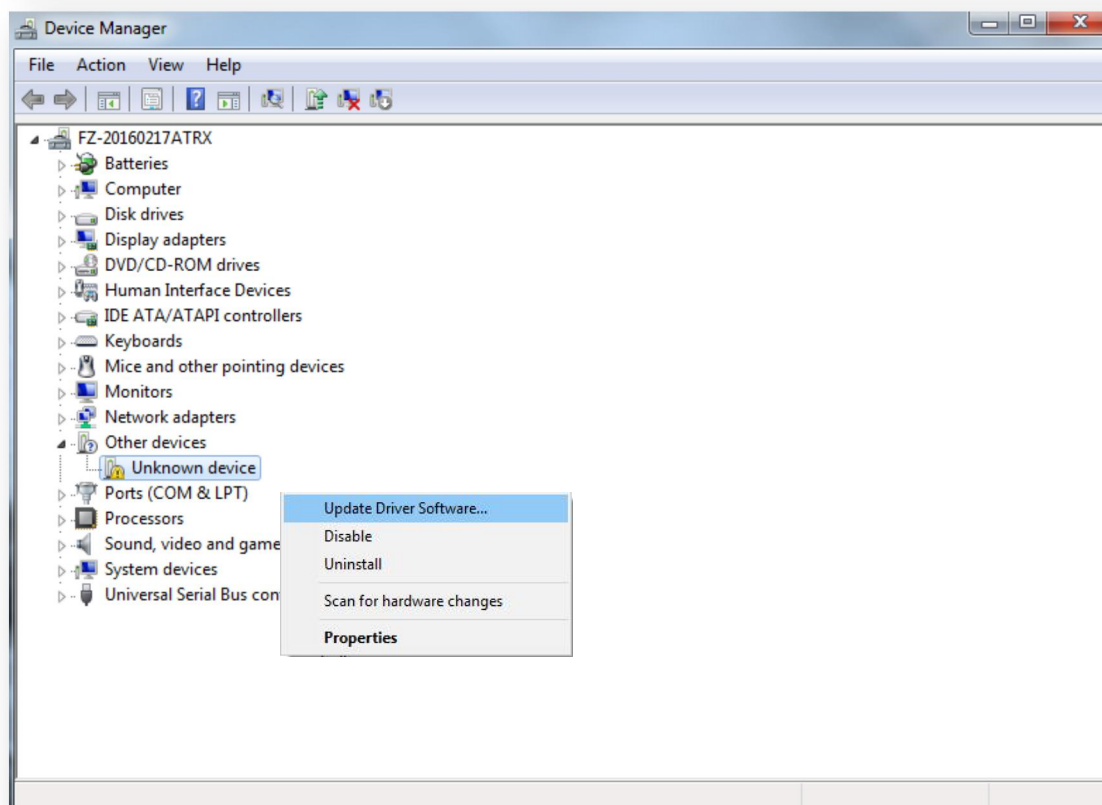 Device Manager
File Action View Help
FZ-20160217ATRX
Batteries
Computer
Disk drives
Display adapters
DVD/CD-ROM drives
Human Interface Devices
IDE ATA/ATAPI controllers
Keyboards
Mice and other pointing devices
Monitors
Network adapters
Other devices
Unknown device
Ports (COM & LPT)
Processors
Sound, video and game
System devices
Universal Serial Bus con
Update Driver Software...
Disable
Uninstall
Scan for hardware changes
Properties